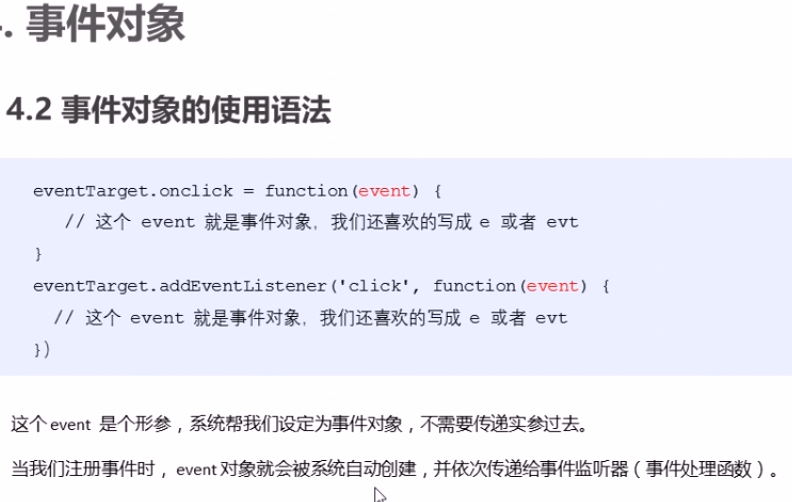 . 事件对象
4.2 事件对象的使用语法
eventTarget.onclick = function(event) {
// 这个 event 就是事件对象，我们还喜欢的写成 e 或者 evt
}
eventTarget.addEventListener('click', function(event) {
// 这个 event 就是事件对象，我们还喜欢的写成 e 或者 evt
})
这个 event 是个形参，系统帮我们设定为事件对象，不需要传递实参过去。
当我们注册事件时， event 对象就会被系统自动创建，并依次传递给事件监听器（事件处理函数）。